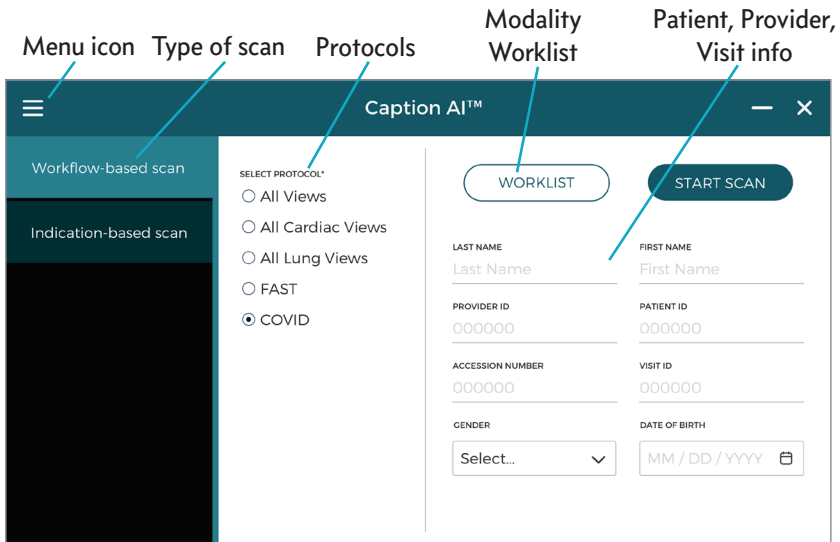 Menu icon
Type of scan
Protocols
Modality
Worklist
Patient, Provider,
Visit info
Caption AI™
Workflow-based scan
Indication-based scan
SELECT PROTOCOL*
All Views
All Cardiac Views
All Lung Views
FAST
COVID
WORKLIST
START SCAN
LAST NAME
Last Name
FIRST NAME
First Name
PROVIDER ID
000000
PATIENT ID
000000
ACCESSION NUMBER
000000
VISIT ID
000000
GENDER
Select...
DATE OF BIRTH
MM / DD / YYYY